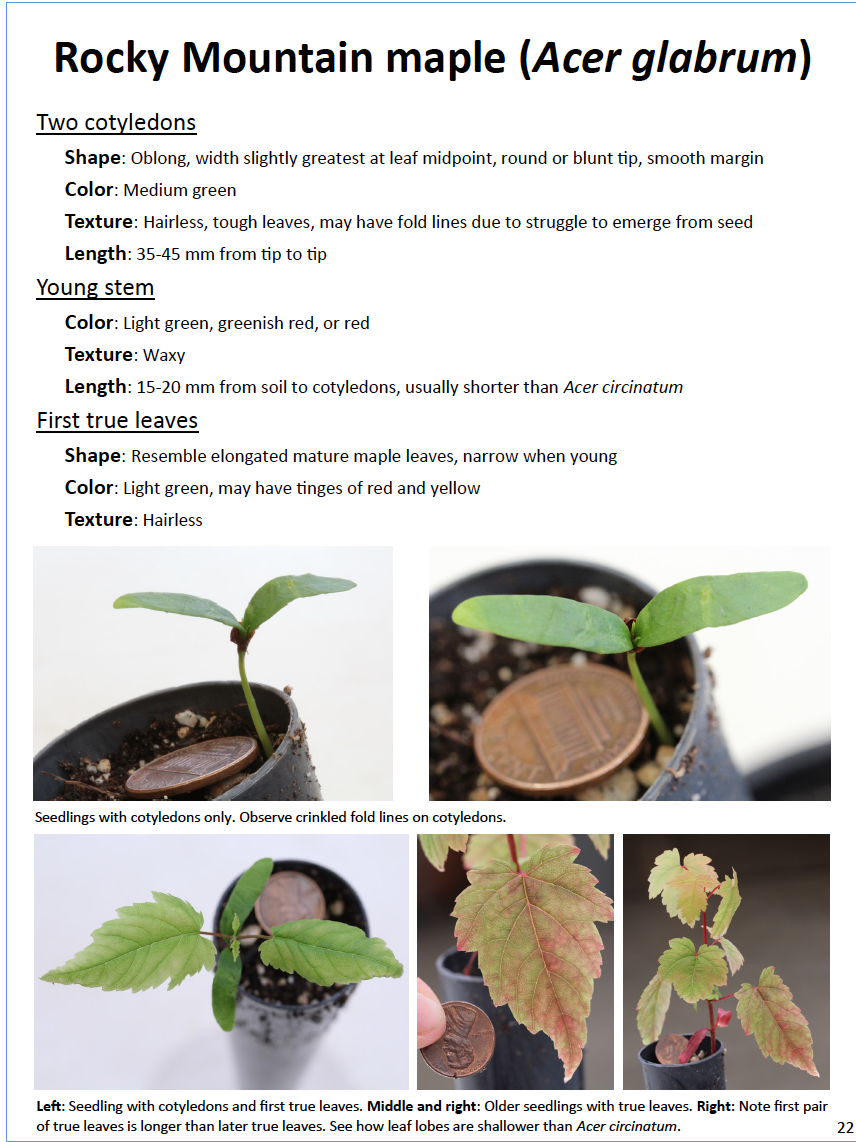 Rocky Mountain maple (Acer glabrum)
Two cotyledons
Shape: Oblong, width slightly greatest at leaf midpoint, round or blunt tip, smooth margin
Color: Medium green
Texture: Hairless, tough leaves, may have fold lines due to struggle to emerge from seed
Length: 35-45 mm from tip to tip
Young stem
Color: Light green, greenish red, or red
Texture: Waxy
Length: 15-20 mm from soil to cotyledons, usually shorter than Acer circinatum
First true leaves
Shape: Resemble elongated mature maple leaves, narrow when young
Color: Light green, may have tinges of red and yellow
Texture: Hairless
Seedlings with cotyledons only. Observe crinkled fold lines on cotyledons.
Left: Seedling with cotyledons and first true leaves. Middle and right: Older seedlings with true leaves. Right: Note first pair
of true leaves is longer than later true leaves. See how leaf lobes are shallower than Acer circinatum.
22